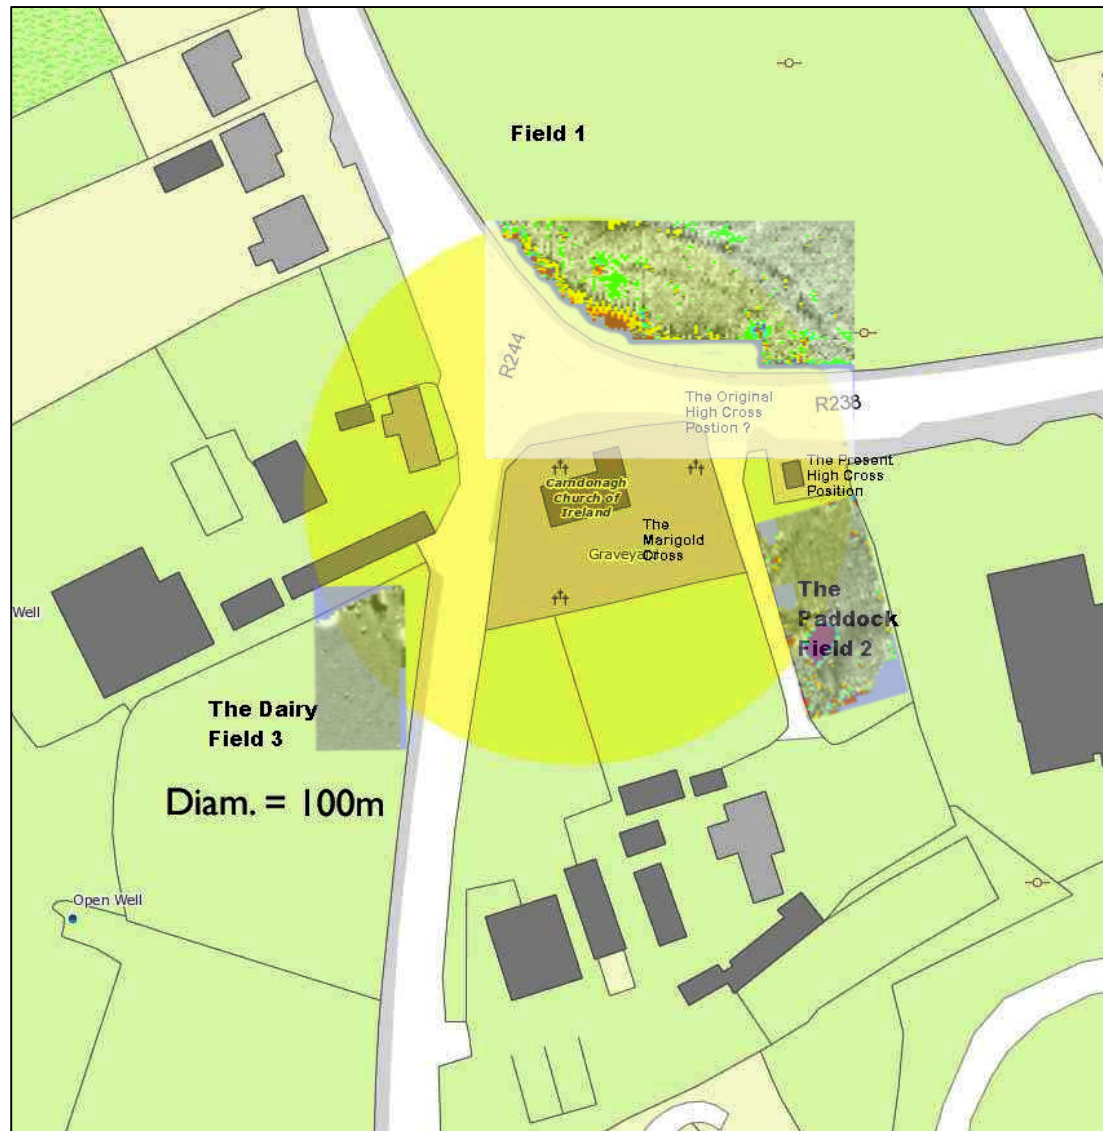 Field 1
R244
The Original
High Cross
Postion ?
R238
The Present
High Cross
Position
Carndonagh
Church of
Ireland
The
Marigold
Cross
Graveyard
The
Paddock
Field 2
Well
The Dairy
Field 3
Diam. = 100m
Open Well